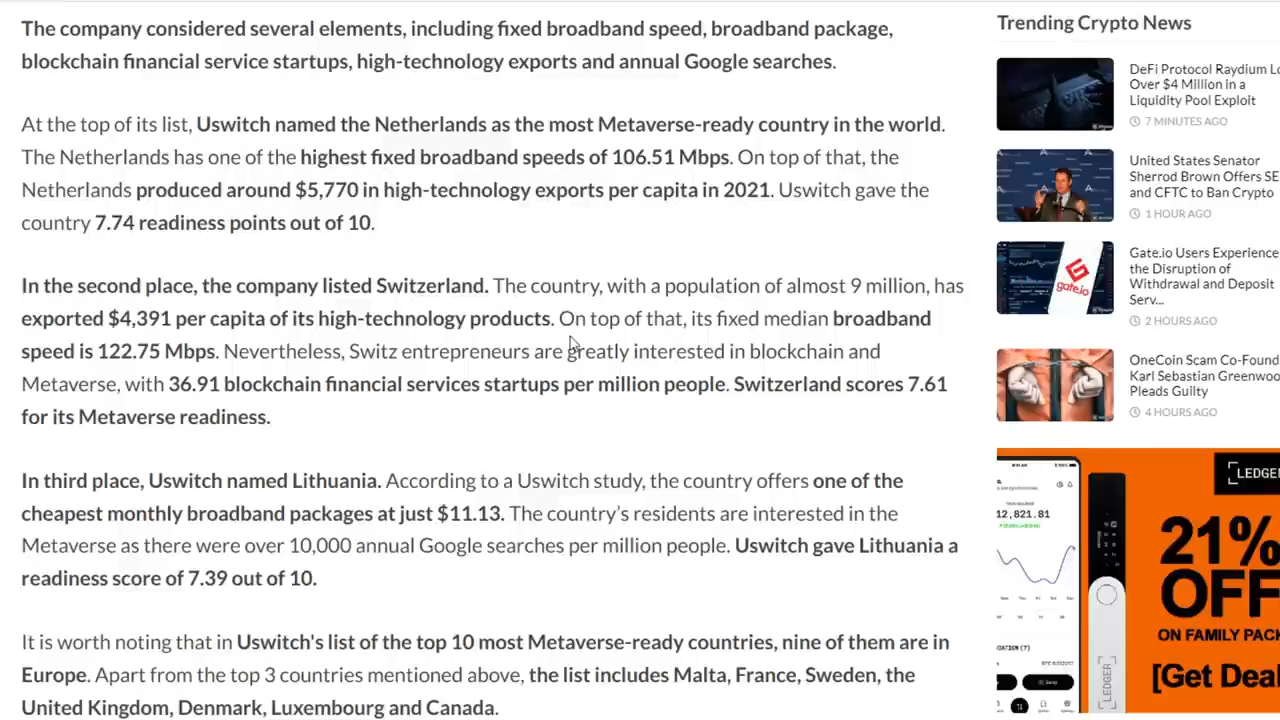 The company considered several elements, including fixed broadband speed, broadband package,
blockchain financial service startups, high-technology exports and annual Google searches.
At the top of its list, Uswitch named the Netherlands as the most Metaverse-ready country in the world.
The Netherlands has one of the highest fixed broadband speeds of 106.51 Mbps. On top of that, the
Netherlands produced around $5,770 in high-technology exports per capita in 2021. Uswitch gave the
country 7.74 readiness points out of 10.
In the second place, the company listed Switzerland. The country, with a population of almost 9 million, has
exported $4,391 per capita of its high-technology products. On top of that, its fixed median broadband
speed is 122.75 Mbps. Nevertheless, Switz entrepreneurs are greatly interested in blockchain and
Metaverse, with 36.91 blockchain financial services startups per million people. Switzerland scores 7.61
for its Metaverse readiness.
In third place, Uswitch named Lithuania. According to a Uswitch study, the country offers one of the
cheapest monthly broadband packages at just $11.13. The country's residents are interested in the
Metaverse as there were over 10,000 annual Google searches per million people. Uswitch gave Lithuania a
readiness score of 7.39 out of 10.
It is worth noting that in Uswitch's list of the top 10 most Metaverse-ready countries, nine of them are in
Europe. Apart from the top 3 countries mentioned above, the list includes Malta, France, Sweden, the
United Kingdom, Denmark, Luxembourg and Canada.
Trending Crypto News
DeFi Protocol Raydium Lo
Over $4 Million in a
Liquidity Pool Exploit
7 MINUTES AGO
United States Senator
Sherrod Brown Offers SE
and CFTC to Ban Crypto
1 HOUR AGO
Gate.io Users Experience
the Disruption of
Withdrawal and Deposit
Serv...
2 HOURS AGO
gate.io
OneCoin Scam Co-Found
Karl Sebastian Greenwoo
Pleads Guilty
4 HOURS AGO
LEDGER
12,821.81
21%
OFF
ON FAMILY PACK
[Get Deal
LEDGER